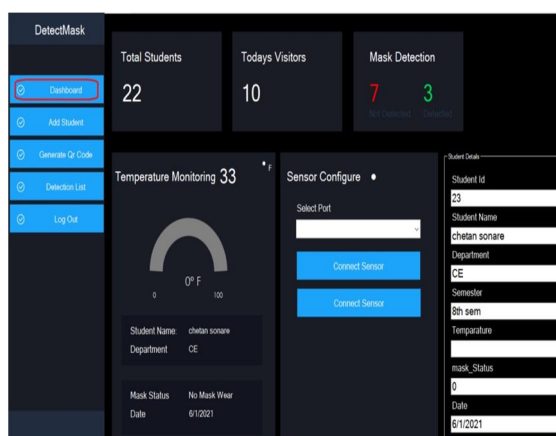 DetectMask
Dashboard
Add Student
Generate Qr Code
Detection List
Log Out
Total Students
22
Todays Visitors
10
Mask Detection
7 3
Not Detected Detected
Temperature Monitoring 33 °F
0° F
0 100
Student Name: chetan sonare
Department CE
Mask Status No Mask Wear
Date 6/1/2021
Sensor Configure
Select Port
Connect Sensor
Connect Sensor
Student Details
Student Id
23
Student Name
chetan sonare
Department
CE
Semester
8th sem
Temparature
mask_Status
0
Date
6/1/2021